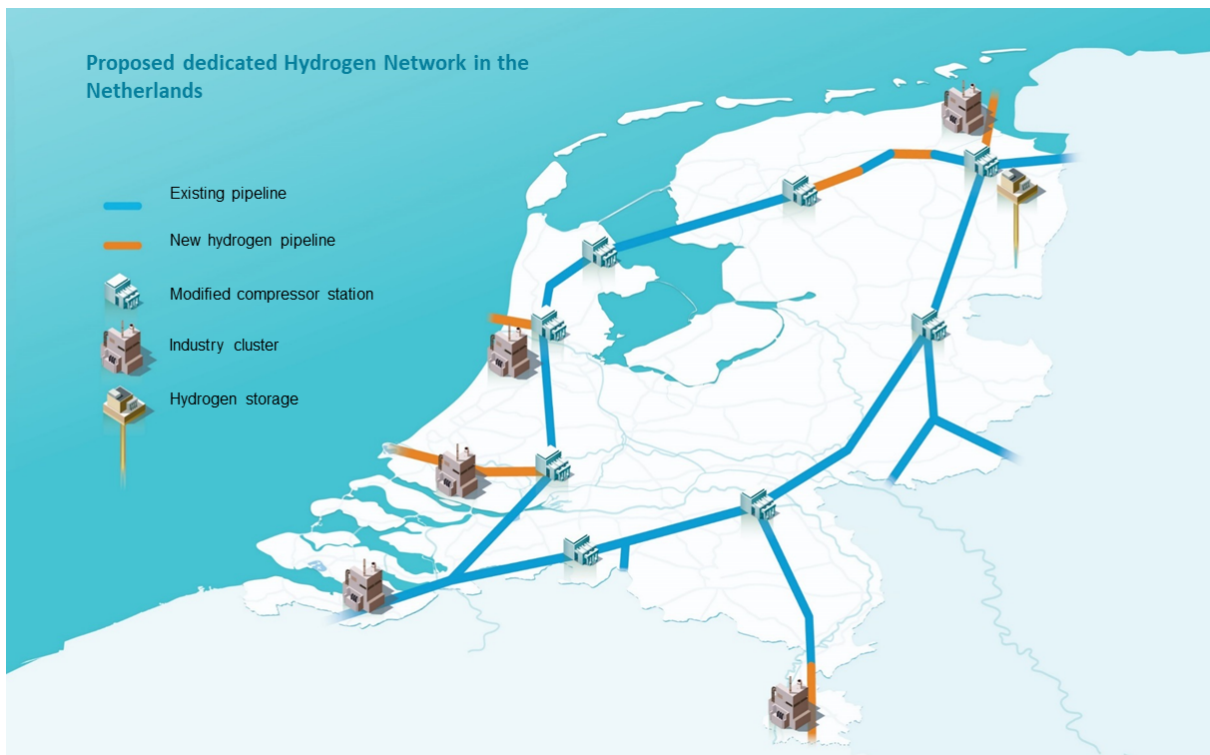 Proposed dedicated Hydrogen Network in the
Netherlands
Existing pipeline
New hydrogen pipeline
Modified compressor station
Industry cluster
Hydrogen storage